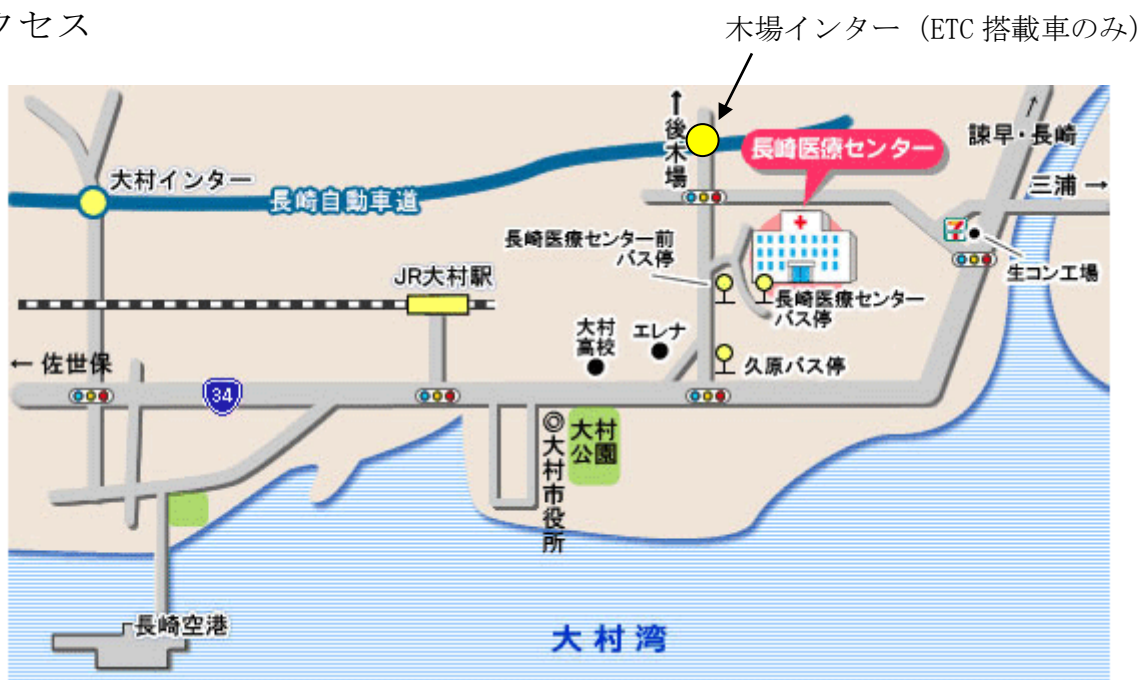 クセス
木場インター (ETC 搭載車のみ)
↑後木場
長崎医療センター
諫早・長崎
三浦→
大村インター
長崎自動車道
長崎医療センター前
バス停
生コン工場
JR大村駅
長崎医療センター
バス停
大村
高校
エレナ
久原バス停
← 佐世保
34
◎大村市役所
大村
公園
長崎空港
大村湾